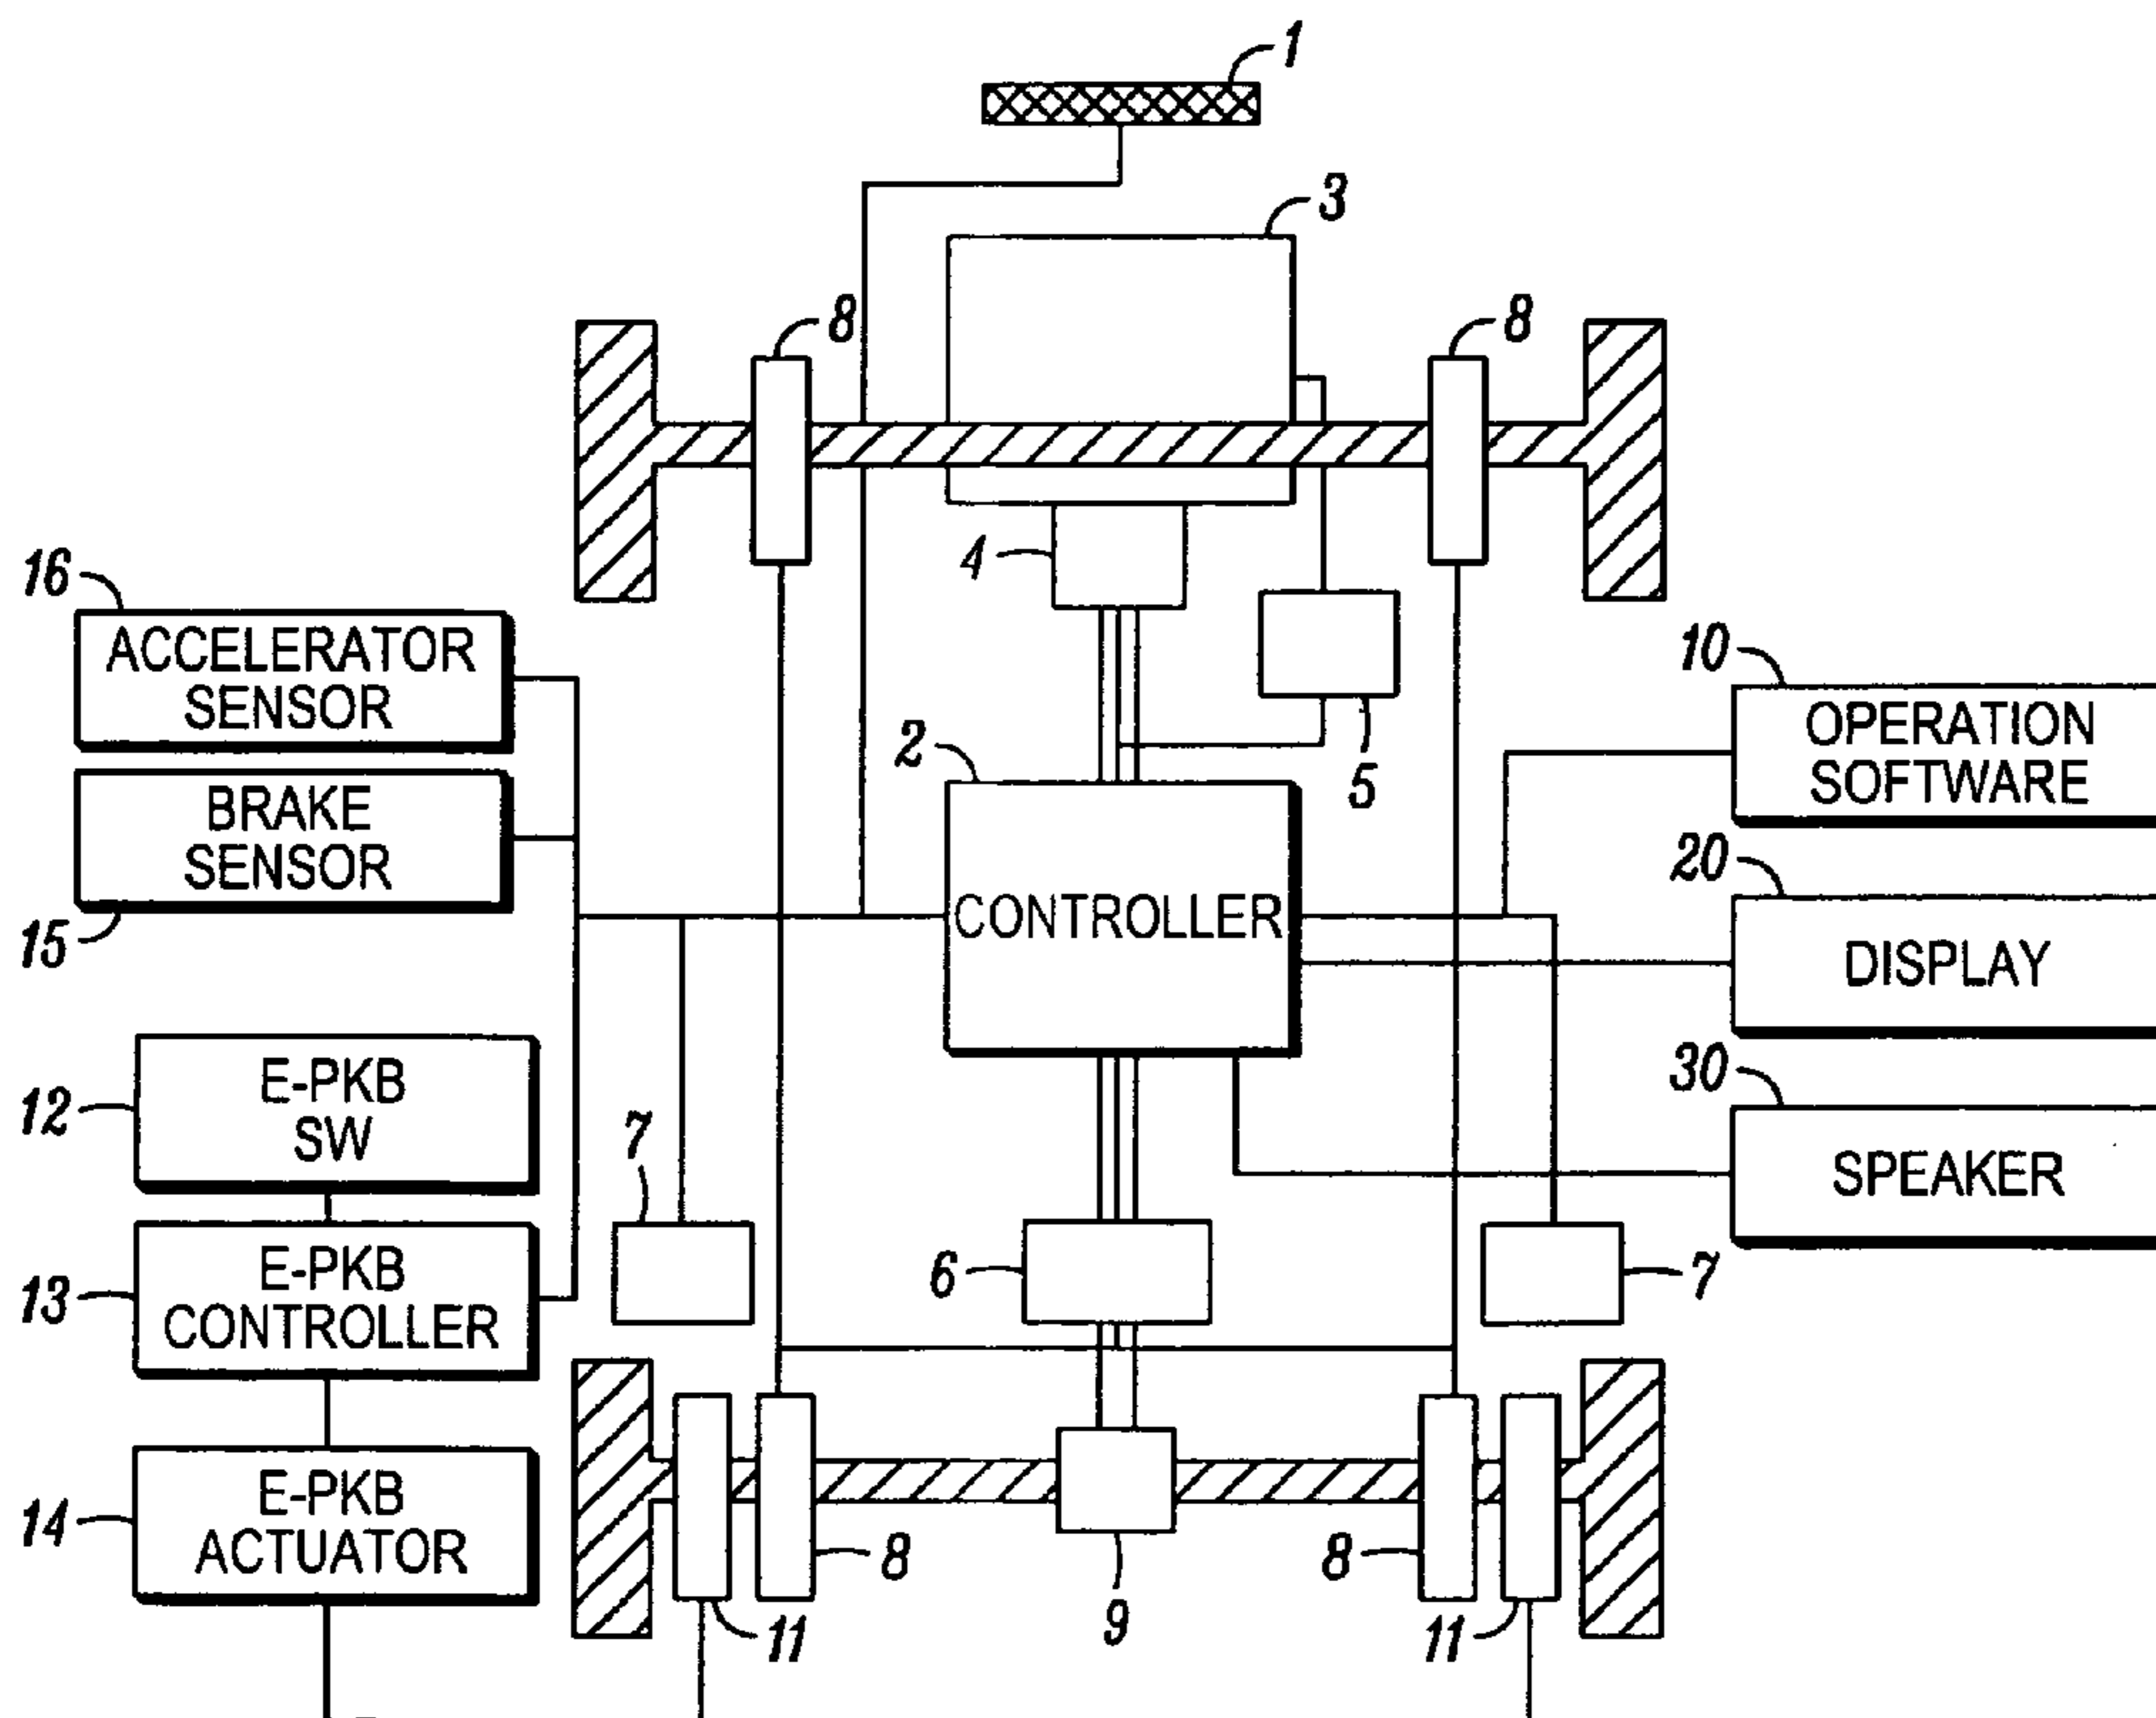 1
3
8
8
4
16
ACCELERATOR
SENSOR
10
OPERATION
SOFTWARE
2
5
BRAKE
SENSOR
15
20
DISPLAY
CONTROLLER
30
SPEAKER
12
E-PKB
SW
7
6
7
13
E-PKB
CONTROLLER
14
E-PKB
ACTUATOR
8
8
11
9
11